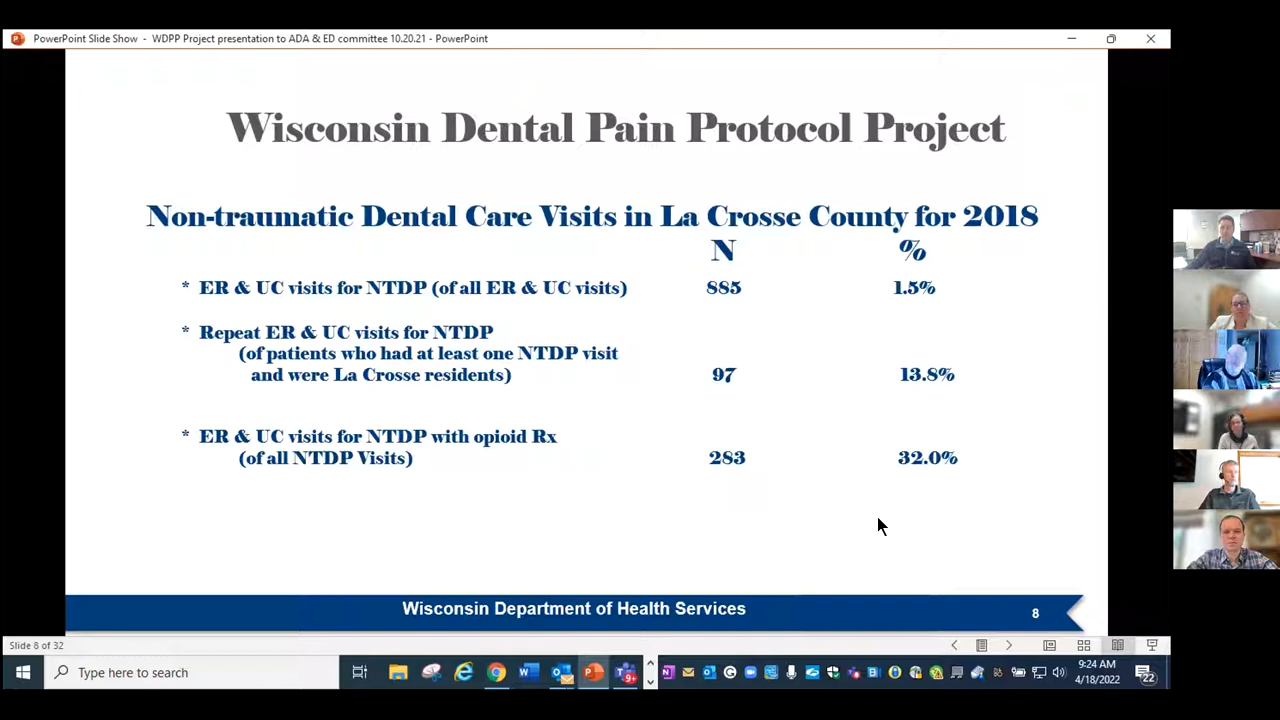 PowerPoint Slide Show - WDPP Project presentation to ADA & ED committee 10.20.21 - PowerPoint
Wisconsin Dental Pain Protocol Project
Non-traumatic Dental Care Visits in La Crosse County for 2018
N %
* ER & UC visits for NTDP (of all ER & UC visits) 885 1.5%
* Repeat ER & UC visits for NTDP
(of patients who had at least one NTDP visit
and were La Crosse residents) 97 13.8%
* ER & UC visits for NTDP with opioid Rx
(of all NTDP Visits) 283 32.0%
Wisconsin Department of Health Services 8
Slide 8 of 32
Type here to search
9:24 AM
4/18/2022
22